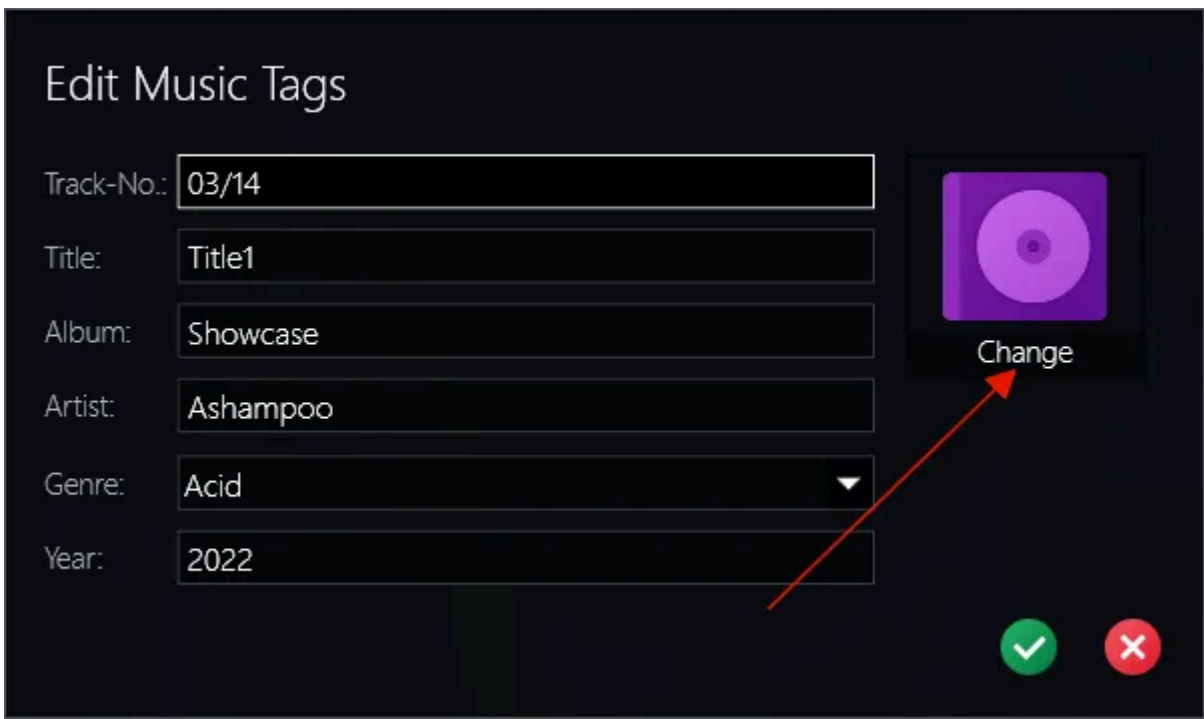 Edit Music Tags
Track-No.: 03/14
Title: Title1
Album: Showcase
Artist: Ashampoo
Genre: Acid
Year: 2022
Change